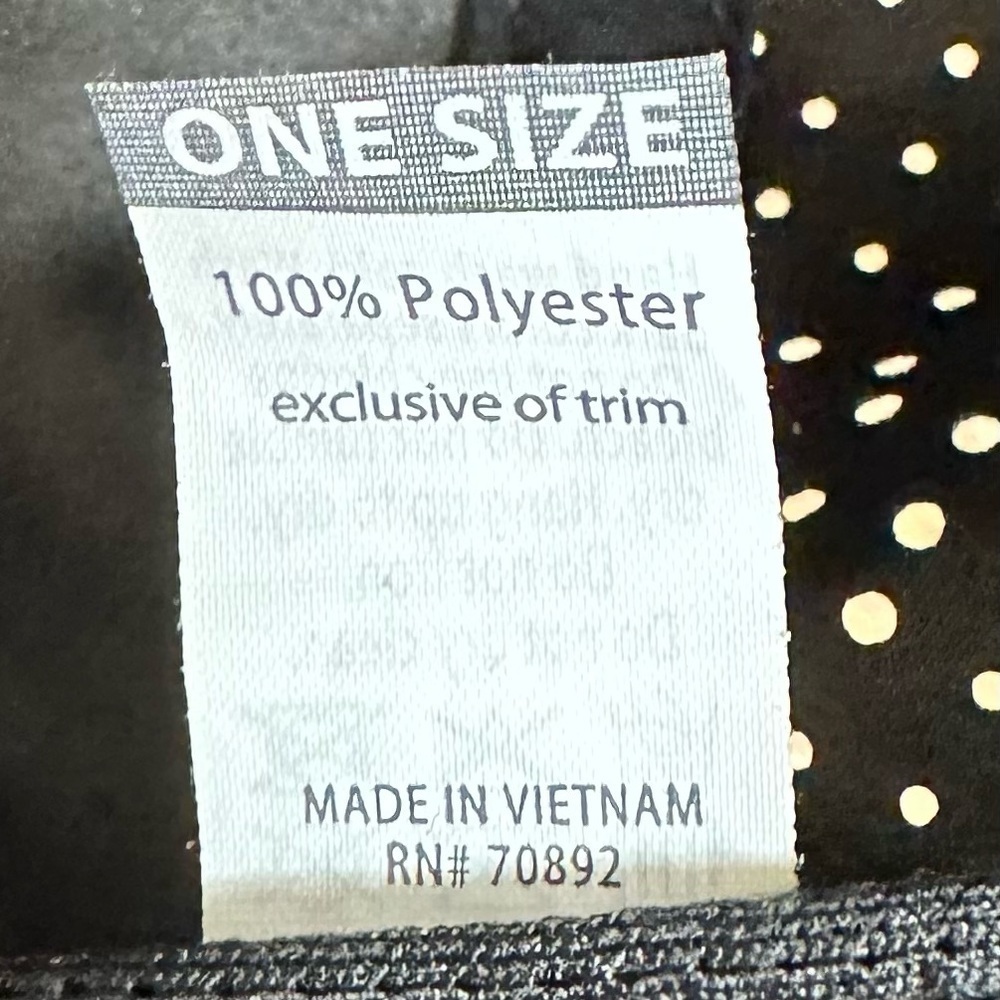 ONE SIZE
100% Polyester
exclusive of trim
MADE IN VIETNAM
RN# 70892